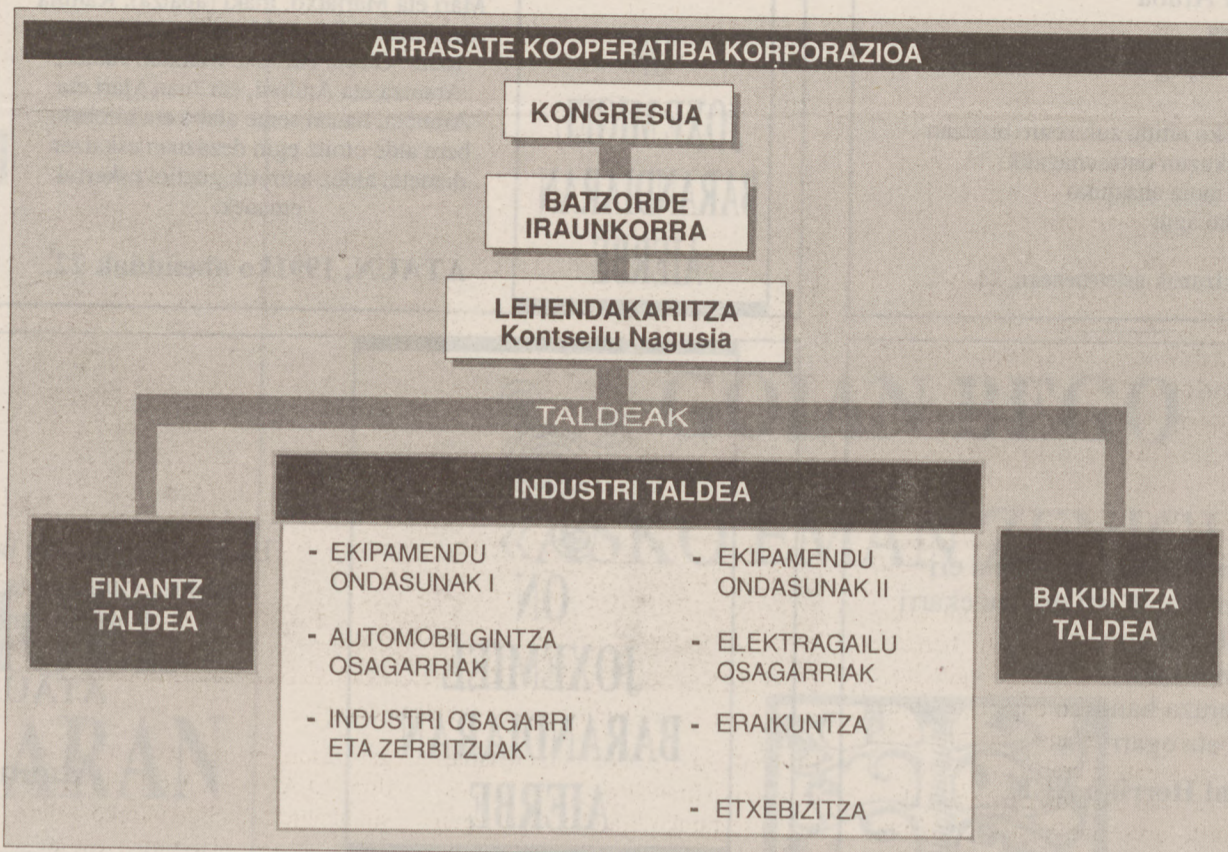 ARRASATE KOOPERATIBA KORPORAZIOA
KONGRESUA
BATZORDE
IRAUNKORRA
LEHENDAKARITZA
Kontseilu Nagusia
TALDEAK
FINANTZ
TALDEA
INDUSTRI TALDEA
- EKIPAMENDU
ONDASUNAK I
- AUTOMOBILGINTZA
OSAGARRIAK
- INDUSTRI OSAGARRI
ETA ZERBITZUAK
- EKIPAMENDU
ONDASUNAK II
- ELEKTRAGAILU
OSAGARRIAK
- ERAIKUNTZA
- ETXEBIZITZA
BAKUNTZA
TALDEA